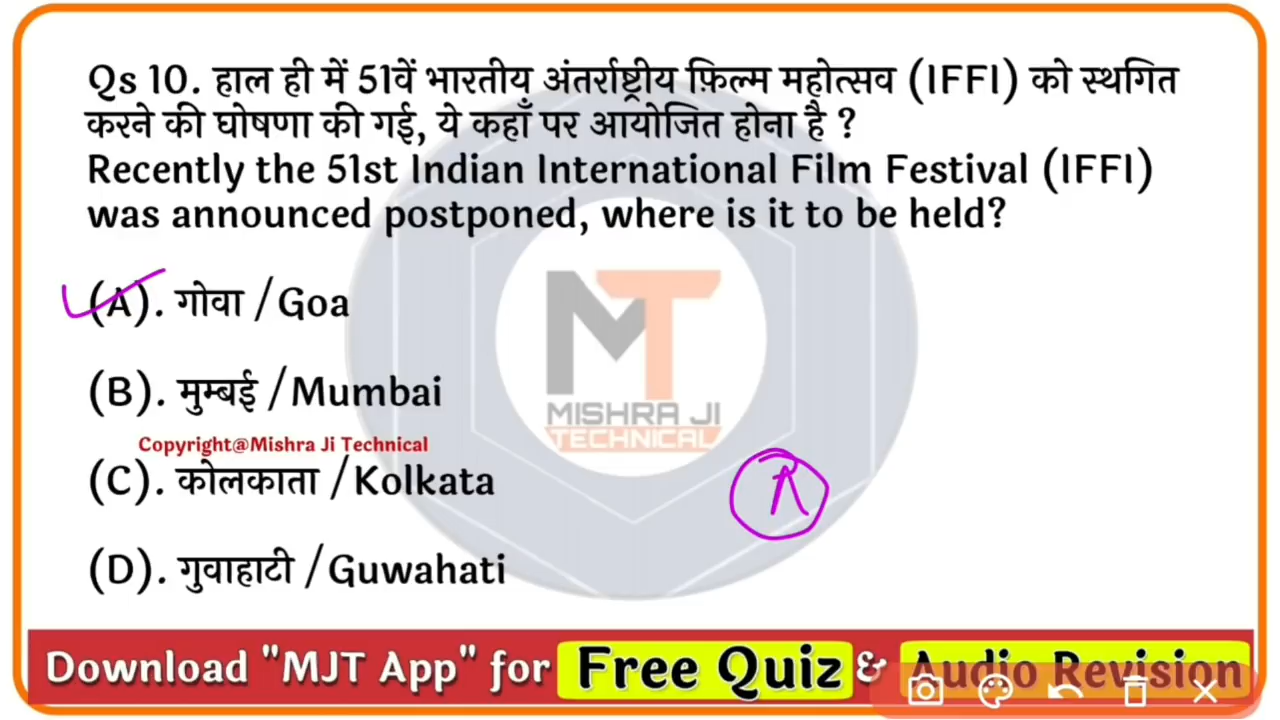 Qs 10. हाल ही में 51वें भारतीय अंतर्राष्ट्रीय फ़िल्म महोत्सव (IFFI) को स्थगित
करने की घोषणा की गई, ये कहाँ पर आयोजित होना है ?
Recently the 51st Indian International Film Festival (IFFI)
was announced postponed, where is it to be held?
(A). गोवा /Goa
(B). मुम्बई /Mumbai
Copyright@Mishra Ji Technical
(C). कोलकाता /Kolkata
(D). गुवाहाटी /Guwahati
MT
MISHRA JI
TECHNICAL
R
Download "MJT App" for Free Quiz & Audio Revision